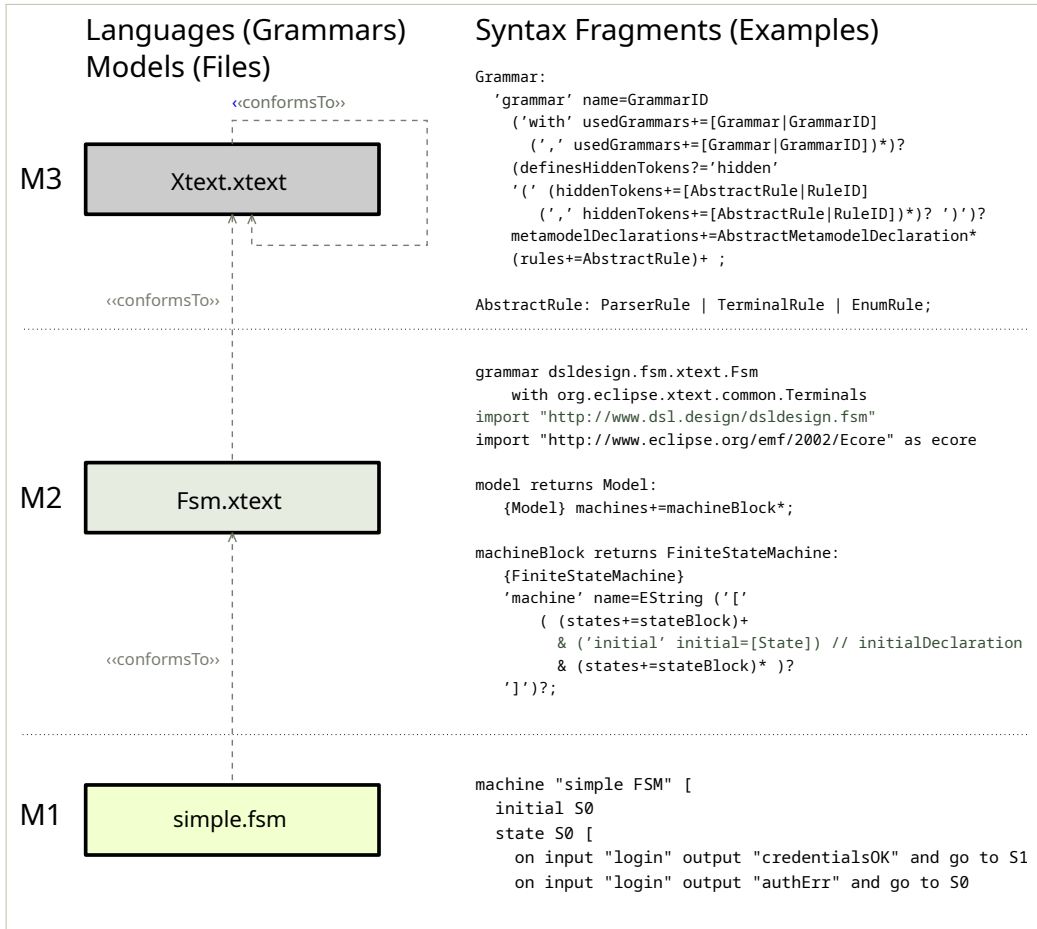 Languages (Grammars)
Models (Files)
Syntax Fragments (Examples)
‹‹conformsTo››
M3
Xtext.xtext
‹‹conformsTo››
Grammar:
  ’grammar’ name=GrammarID
    (’with’ usedGrammars+=[Grammar|GrammarID]
      (’,’ usedGrammars+=[Grammar|GrammarID])*)?
    (definesHiddenTokens?=’hidden’
    ’(’ (hiddenTokens+=[AbstractRule|RuleID]
       (’,’ hiddenTokens+=[AbstractRule|RuleID])*)? ’)’)?
    metamodelDeclarations+=AbstractMetamodelDeclaration*
    (rules+=AbstractRule)+ ;
AbstractRule: ParserRule | TerminalRule | EnumRule;
M2
Fsm.xtext
‹‹conformsTo››
grammar dsldesign.fsm.xtext.Fsm
    with org.eclipse.xtext.common.Terminals
import "http://www.dsl.design/dsldesign.fsm"
import "http://www.eclipse.org/emf/2002/Ecore" as ecore
model returns Model:
   {Model} machines+=machineBlock*;
machineBlock returns FiniteStateMachine:
   {FiniteStateMachine}
   ’machine’ name=EString (’[’
       ( (states+=stateBlock)+
         & (’initial’ initial=[State]) // initialDeclaration
         & (states+=stateBlock)* )?
   ’]’)?;
M1
simple.fsm
machine "simple FSM" [
  initial S0
  state S0 [
    on input "login" output "credentialsOK" and go to S1
    on input "login" output "authErr" and go to S0